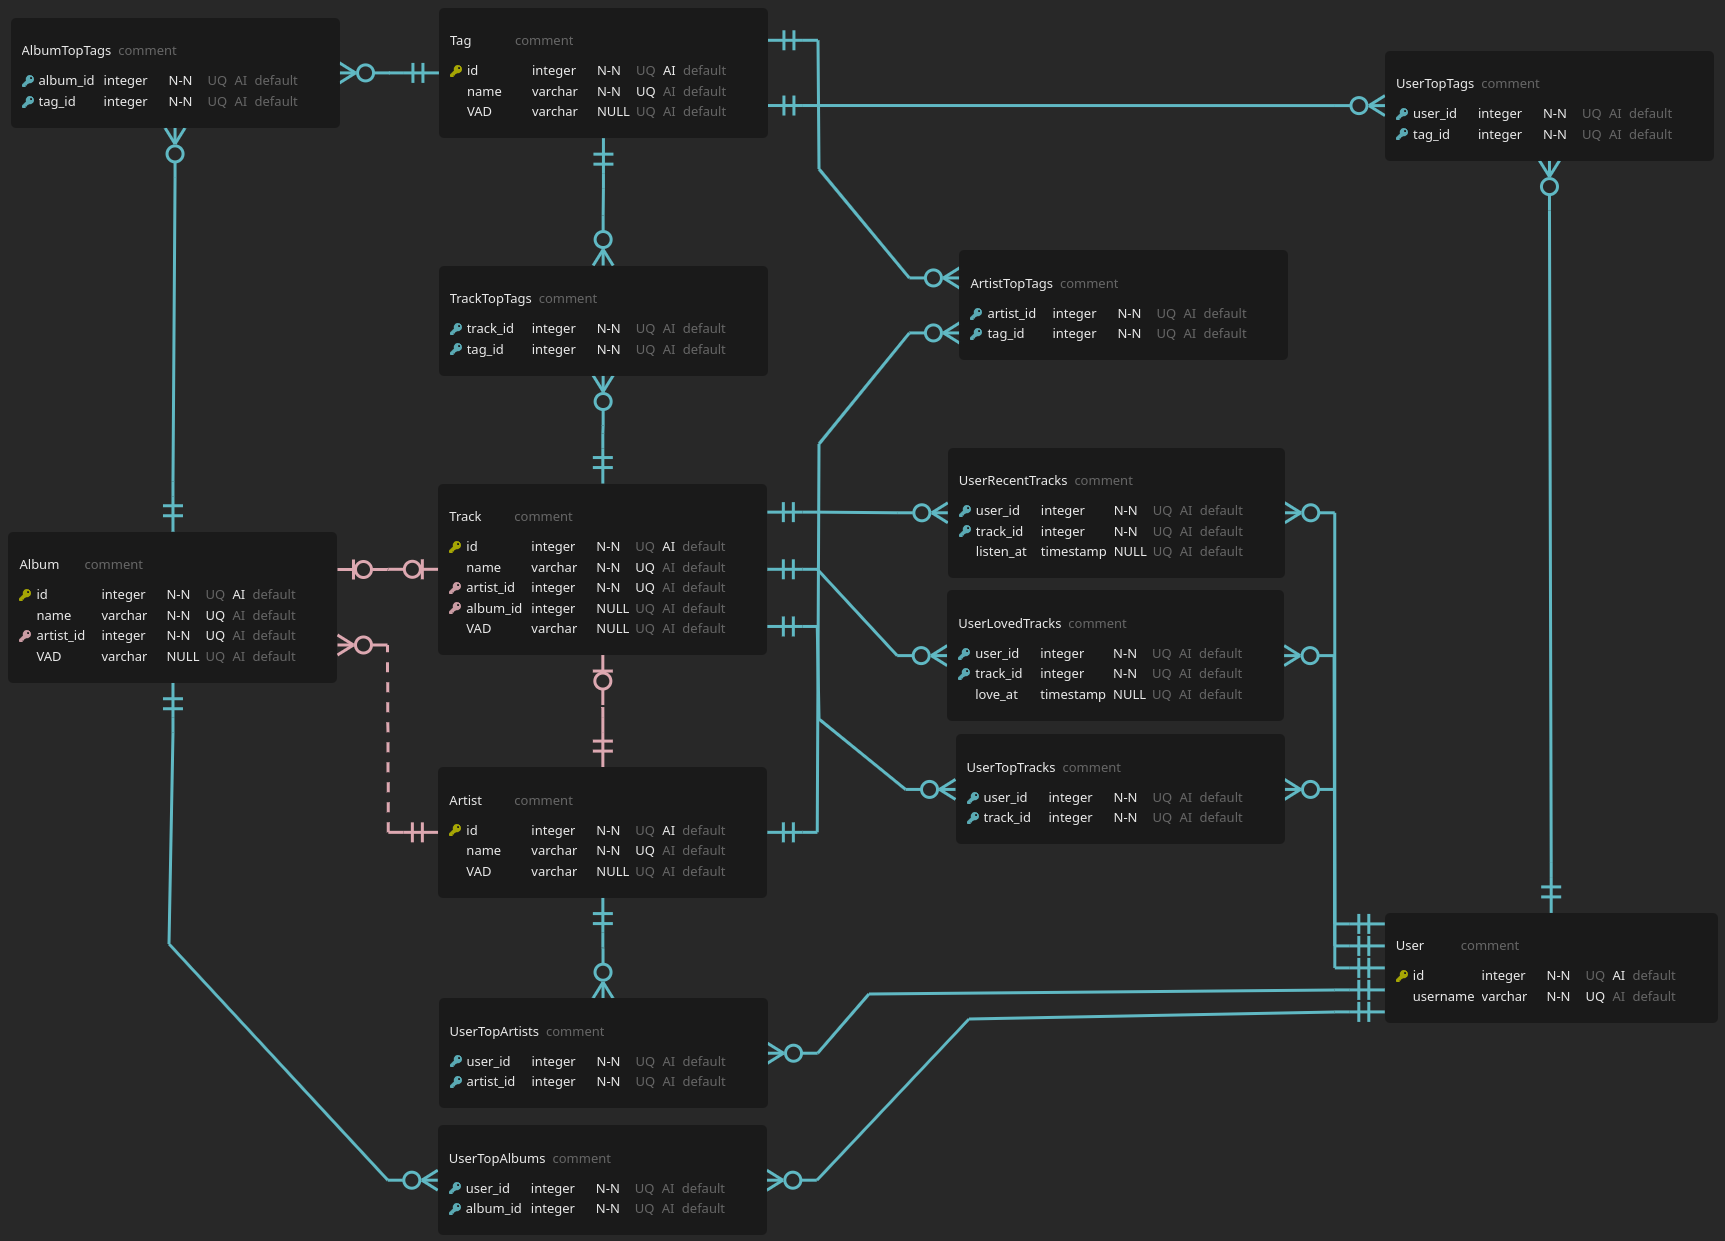 AlbumTopTags comment
album_id integer N-N UQ AI default
tag_id integer N-N UQ AI default
Tag comment
id integer N-N UQ AI default
name varchar N-N UQ AI default
VAD varchar NULL UQ AI default
UserTopTags comment
user_id integer N-N UQ AI default
tag_id integer N-N UQ AI default
TrackTopTags comment
track_id integer N-N UQ AI default
tag_id integer N-N UQ AI default
ArtistTopTags comment
artist_id integer N-N UQ AI default
tag_id integer N-N UQ AI default
Album comment
id integer N-N UQ AI default
name varchar N-N UQ AI default
artist_id integer N-N UQ AI default
VAD varchar NULL UQ AI default
Track comment
id integer N-N UQ AI default
name varchar N-N UQ AI default
artist_id integer N-N UQ AI default
album_id integer NULL UQ AI default
VAD varchar NULL UQ AI default
UserRecentTracks comment
user_id integer N-N UQ AI default
track_id integer N-N UQ AI default
listen_at timestamp NULL UQ AI default
UserLovedTracks comment
user_id integer N-N UQ AI default
track_id integer N-N UQ AI default
love_at timestamp NULL UQ AI default
UserTopTracks comment
user_id integer N-N UQ AI default
track_id integer N-N UQ AI default
Artist comment
id integer N-N UQ AI default
name varchar N-N UQ AI default
VAD varchar NULL UQ AI default
User comment
id integer N-N UQ AI default
username varchar N-N UQ AI default
UserTopArtists comment
user_id integer N-N UQ AI default
artist_id integer N-N UQ AI default
UserTopAlbums comment
user_id integer N-N UQ AI default
album_id integer N-N UQ AI default